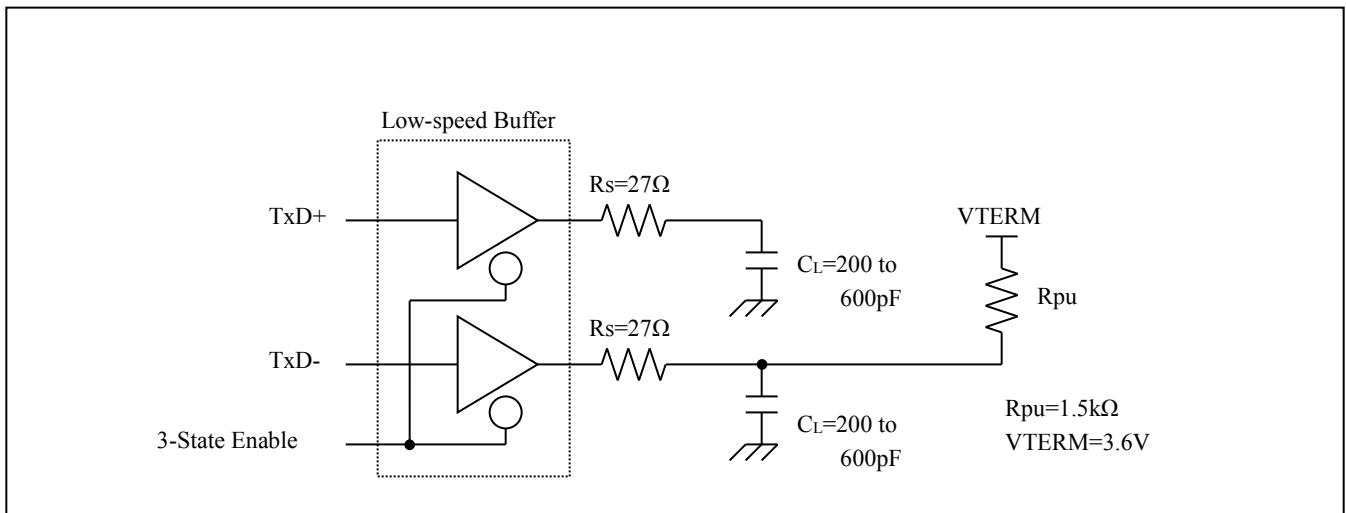 Low-speed Buffer
Rs=27Ω
TxD+
VTERM
CL=200 to
600pF
Rpu
Rs=27Ω
TxD-
Rpu=1.5kΩ
CL=200 to
600pF
VTERM=3.6V
3-State Enable